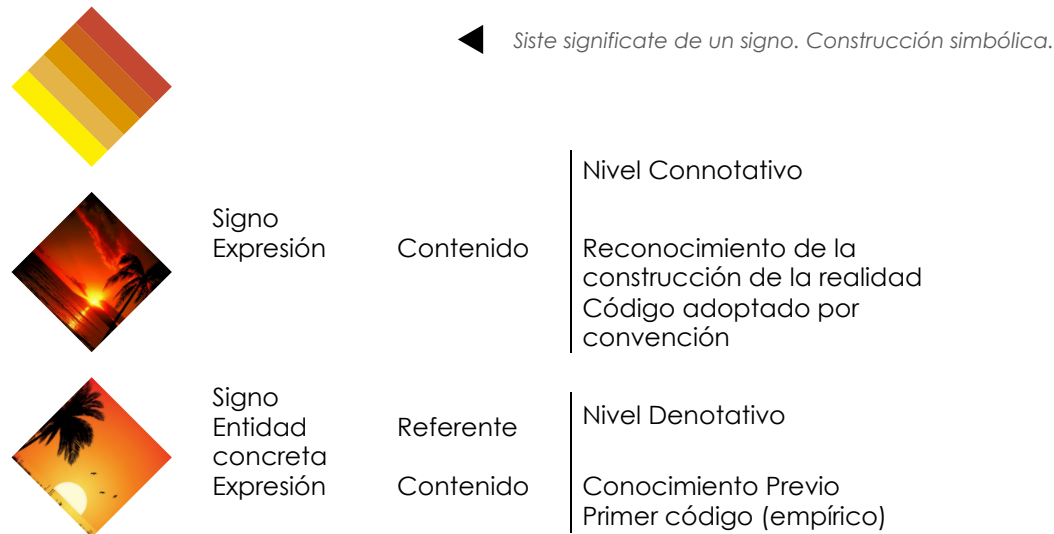 Siste significate de un signo. Construcción simbólica.
Nivel Connotativo
Signo
Expresión Contenido Reconocimiento de la
construcción de la realidad
Código adoptado por
convención
Signo
Entidad Referente Nivel Denotativo
concreta
Expresión Contenido Conocimiento Previo
Primer código (empírico)